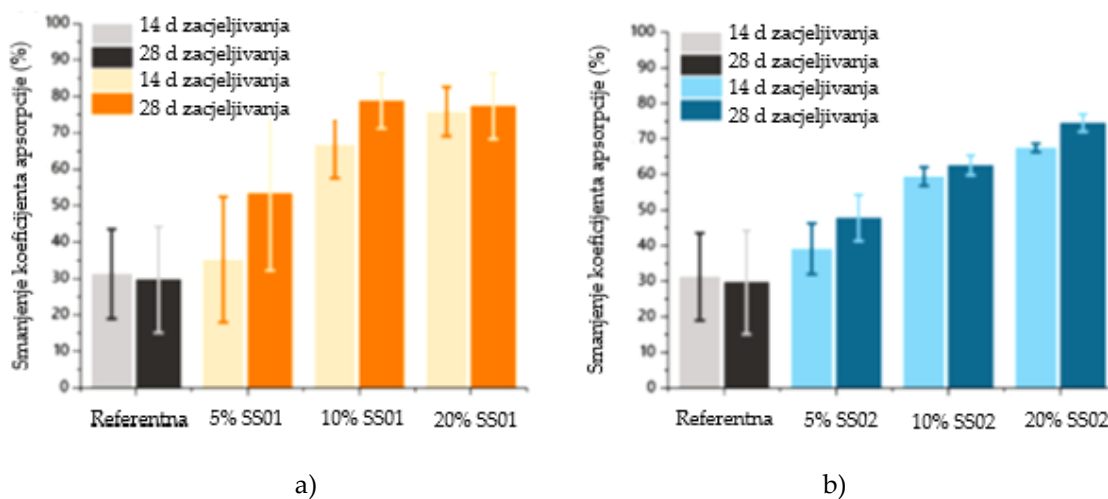 Smanjenje koeficijenta apsorpcije (%)
100
90
80
70
60
50
40
30
20
10
0
14 d zacjeljivanja
28 d zacjeljivanja
14 d zacjeljivanja
28 d zacjeljivanja
Referentna 5% SS01 10% SS01 20% SS01
a)
Smanjenje koeficijenta apsorpcije (%)
100
90
80
70
60
50
40
30
20
10
0
14 d zacjeljivanja
28 d zacjeljivanja
14 d zacjeljivanja
28 d zacjeljivanja
Referentna 5% SS02 10% SS02 20% SS02
b)